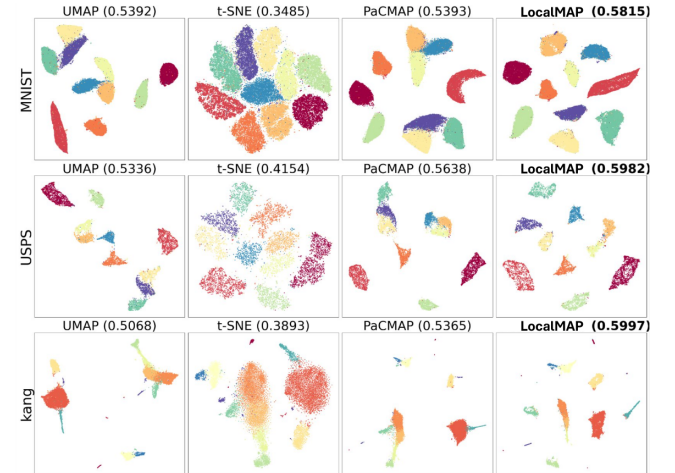 UMAP (0.5392) t-SNE (0.3485) PaCMAP (0.5393) LocalMAP (0.5815)
MNIST
UMAP (0.5336) t-SNE (0.4154) PaCMAP (0.5638) LocalMAP (0.5982)
USPS
UMAP (0.5068) t-SNE (0.3893) PaCMAP (0.5365) LocalMAP (0.5997)
kang